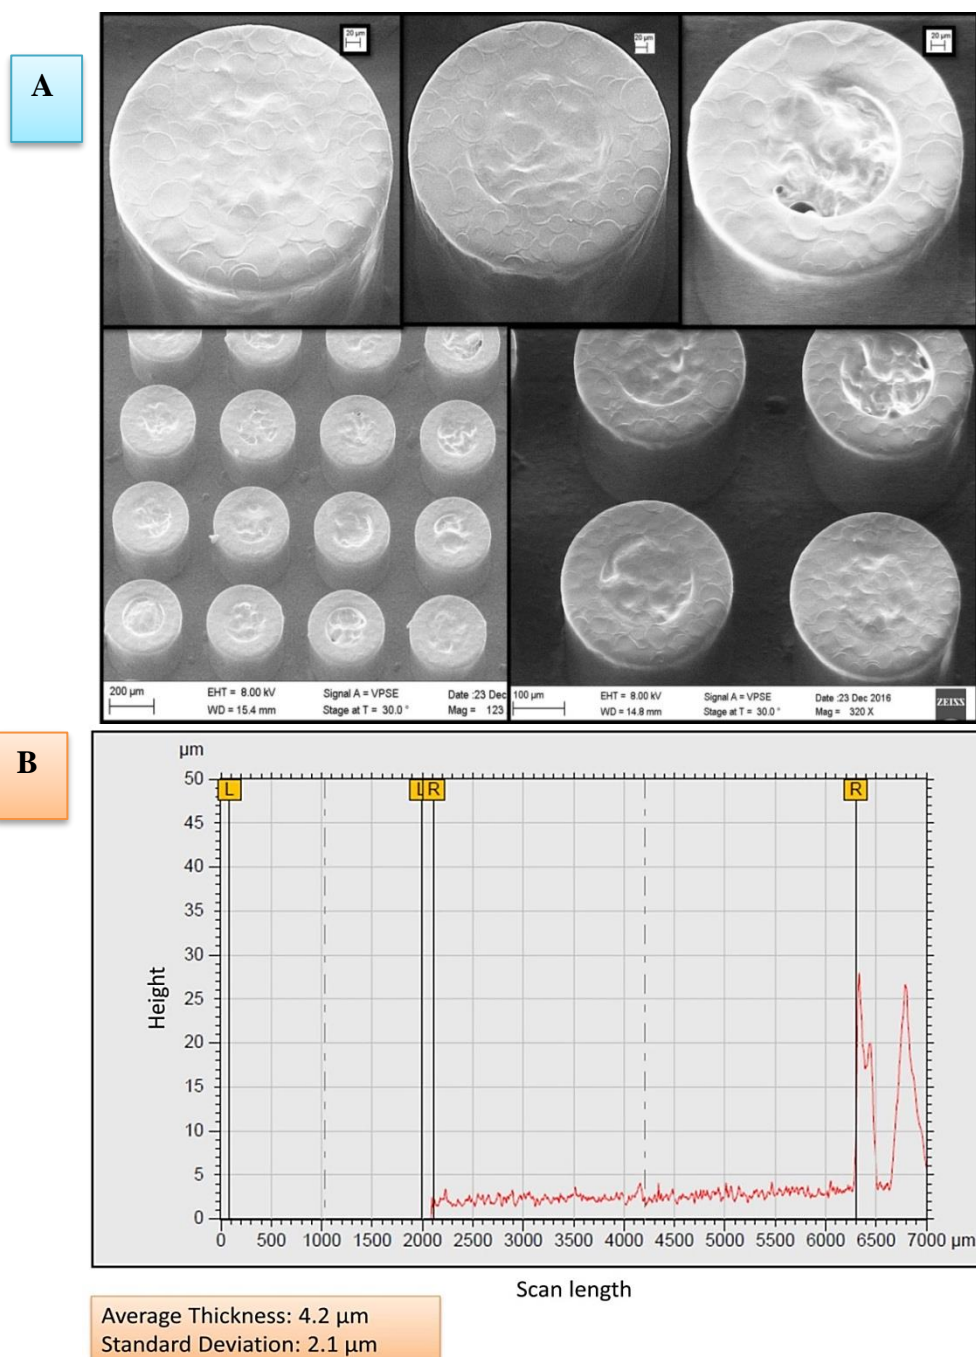 A
20 µm
20 µm
20 µm
200 µm
EHT = 8.00 kV
Signal A = VPSE
Date :23 Dec
WD = 15.4 mm
Stage at T = 30.0 °
Mag = 123
100 µm
EHT = 8.00 kV
Signal A = VPSE
Date :23 Dec 2016
WD = 14.8 mm
Stage at T = 30.0 °
Mag = 320 X
ZEISS
B
µm
50
45
40
35
30
25
20
15
10
5
0
L
L
R
R
Height
0 500 1000 1500 2000 2500 3000 3500 4000 4500 5000 5500 6000 6500 7000 µm
Scan length
Average Thickness: 4.2 µm
Standard Deviation: 2.1 µm